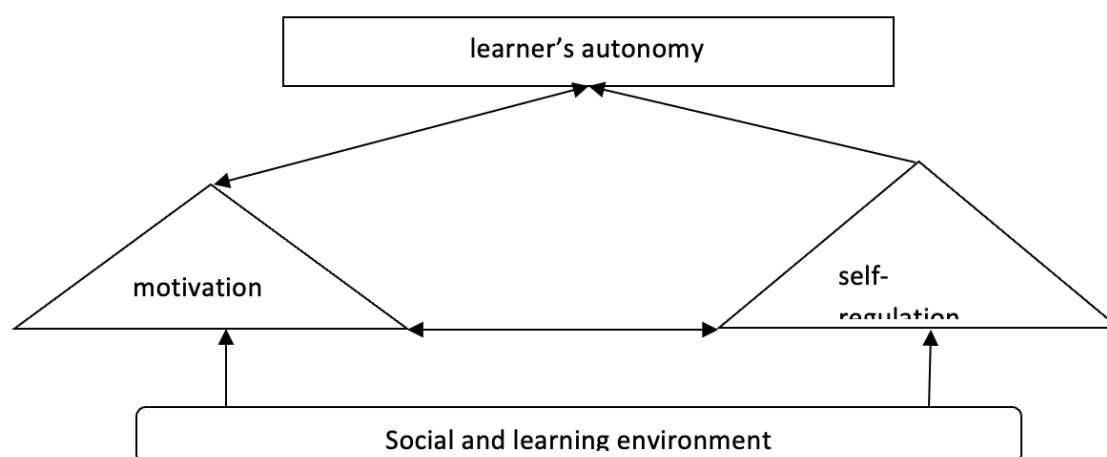 learner’s autonomy
motivation
self-
regulation
Social and learning environment